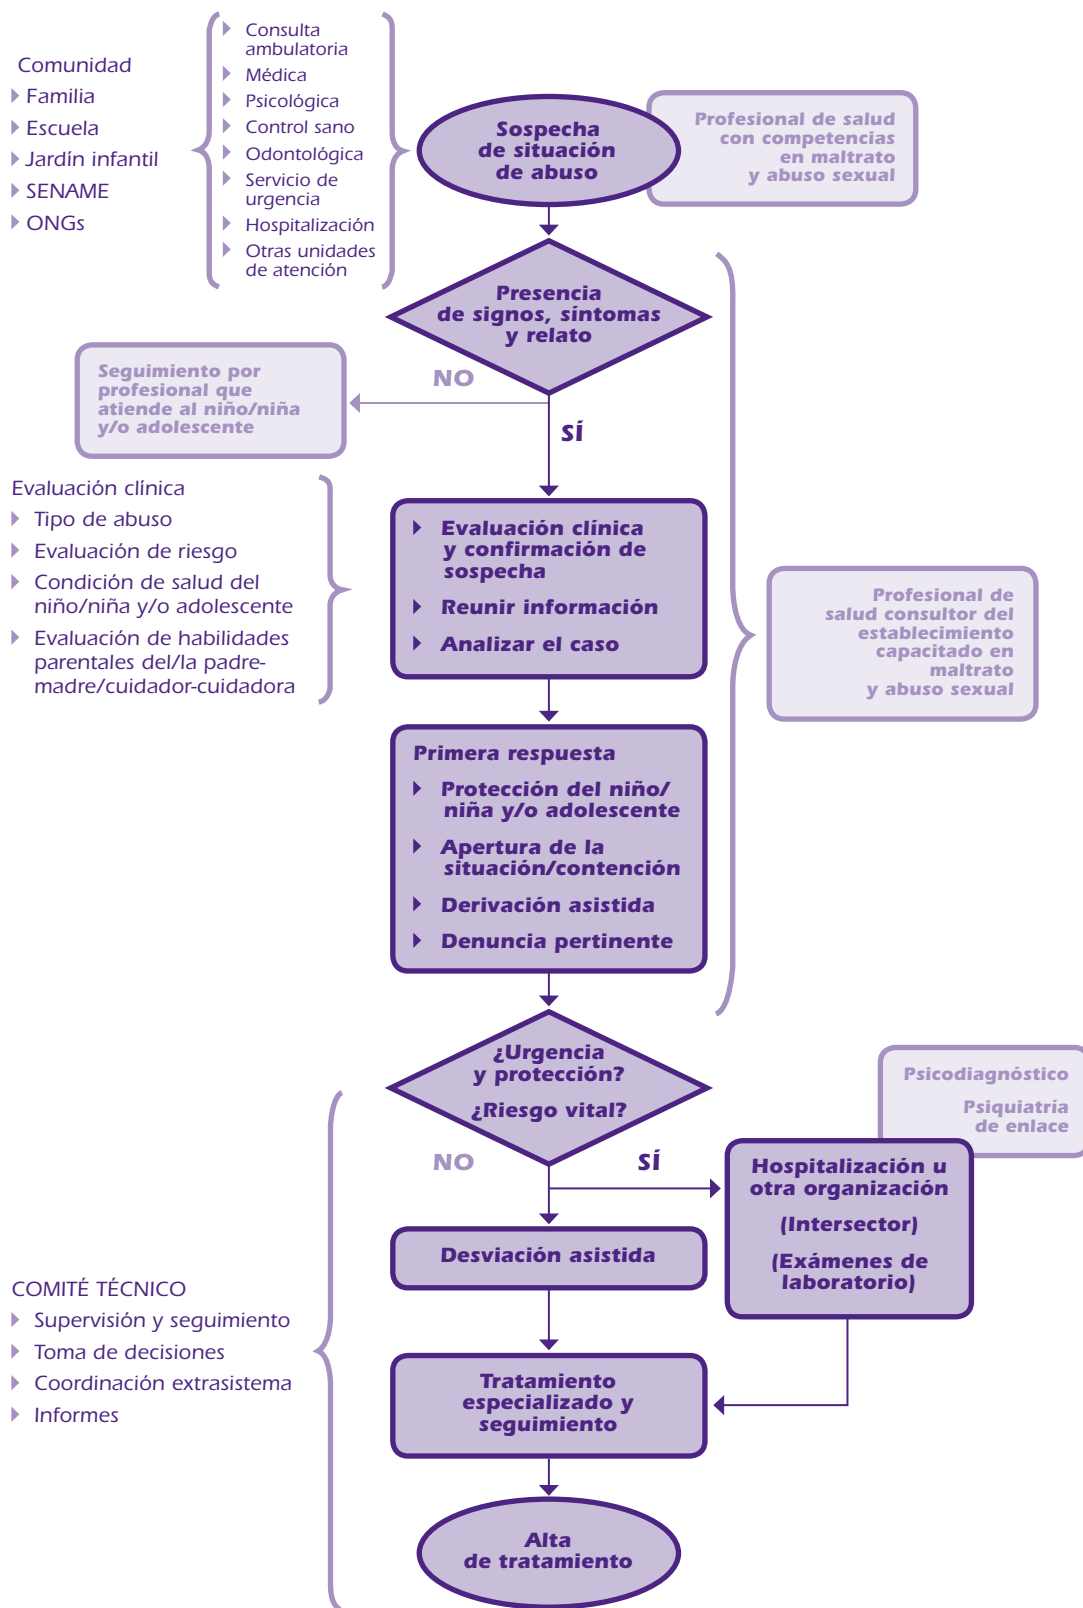 Comunidad
Familia
Escuela
Jardín infantil
SENAME
ONGs
Consulta
ambulatoria
Médica
Psicológica
Control sano
Odontológica
Servicio de
urgencia
Hospitalización
Otras unidades
de atención
Sospecha
de situación
de abuso
Profesional de salud
con competencias
en maltrato
y abuso sexual
Presencia
de signos, síntomas
y relato
NO
Seguimiento por
profesional que
atiende al niño/niña
y/o adolescente
SÍ
Evaluación clínica
Tipo de abuso
Evaluación de riesgo
Condición de salud del
niño/niña y/o adolescente
Evaluación de habilidades
parentales del/la padre-
madre/cuidador-cuidadora
Evaluación clínica
y confirmación de
sospecha
Reunir información
Analizar el caso
Profesional de
salud consultor del
establecimiento
capacitado en
maltrato
y abuso sexual
Primera respuesta
Protección del niño/
niña y/o adolescente
Apertura de la
situación/contención
Derivación asistida
Denuncia pertinente
¿Urgencia
y protección?
¿Riesgo vital?
Psicodiagnóstico
Psiquiatría
de enlace
NO
SÍ
Hospitalización u
otra organización
(Intersector)
(Exámenes de
laboratorio)
Desviación asistida
COMITÉ TÉCNICO
Supervisión y seguimiento
Toma de decisiones
Coordinación extrasistema
Informes
Tratamiento
especializado y
seguimiento
Alta
de tratamiento